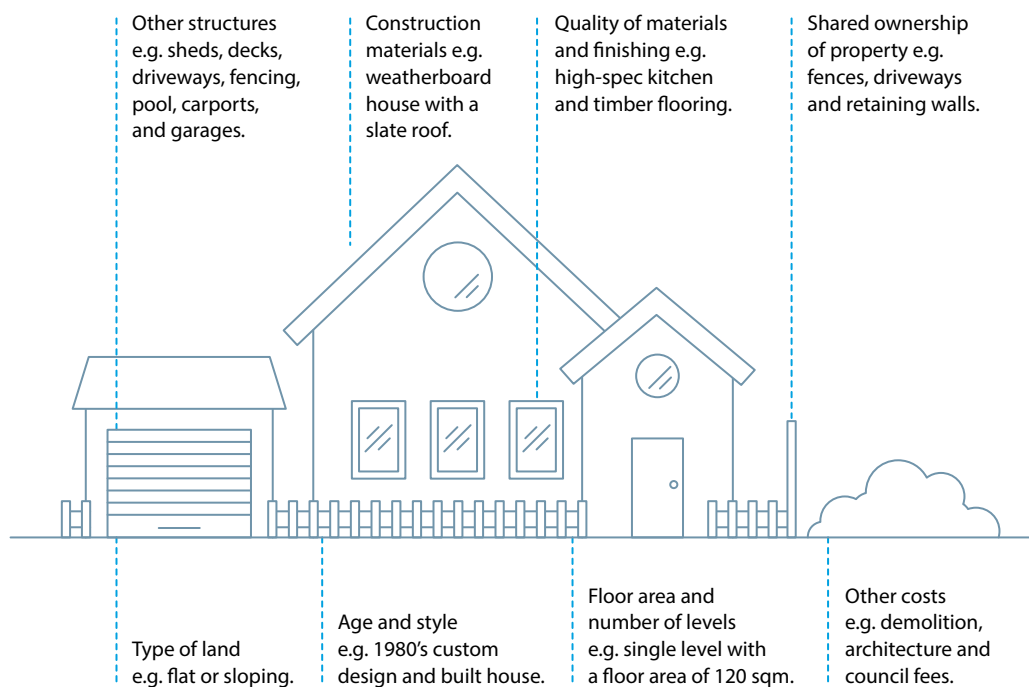 Other structures
e.g. sheds, decks,
driveways, fencing,
pool, carports,
and garages.
Construction
materials e.g.
weatherboard
house with a
slate roof.
Quality of materials
and finishing e.g.
high-spec kitchen
and timber flooring.
Shared ownership
of property e.g.
fences, driveways
and retaining walls.
Type of land
e.g. flat or sloping.
Age and style
e.g. 1980's custom
design and built house.
Floor area and
number of levels
e.g. single level with
a floor area of 120 sqm.
Other costs
e.g. demolition,
architecture and
council fees.